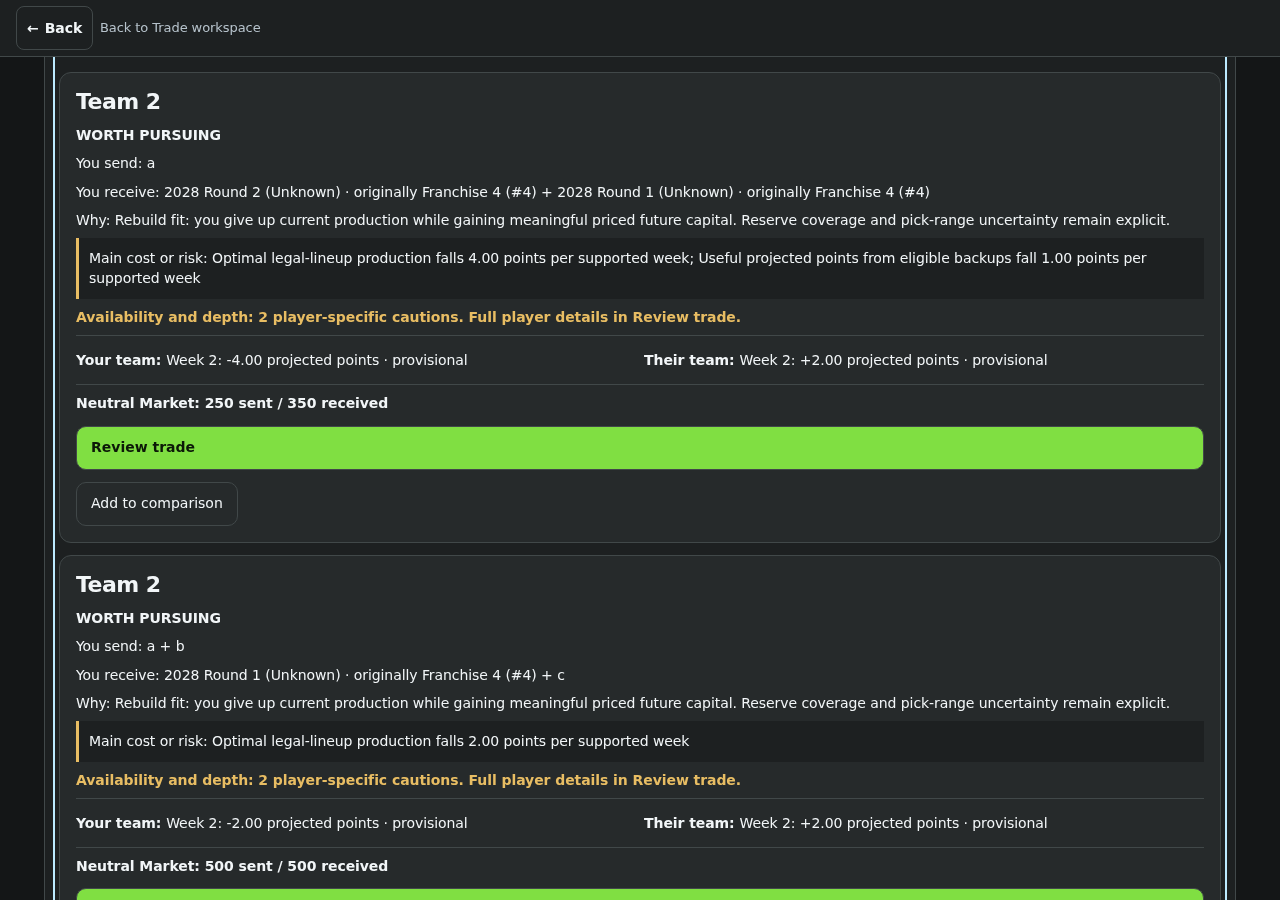 ← Back
Back to Trade workspace
Team 2
WORTH PURSUING
You send: a
You receive: 2028 Round 2 (Unknown) · originally Franchise 4 (#4) + 2028 Round 1 (Unknown) · originally Franchise 4 (#4)
Why: Rebuild fit: you give up current production while gaining meaningful priced future capital. Reserve coverage and pick-range uncertainty remain explicit.
Main cost or risk: Optimal legal-lineup production falls 4.00 points per supported week; Useful projected points from eligible backups fall 1.00 points per
supported week
Availability and depth: 2 player-specific cautions. Full player details in Review trade.
Your team: Week 2: -4.00 projected points · provisional
Their team: Week 2: +2.00 projected points · provisional
Neutral Market: 250 sent / 350 received
Review trade
Add to comparison
Team 2
WORTH PURSUING
You send: a + b
You receive: 2028 Round 1 (Unknown) · originally Franchise 4 (#4) + c
Why: Rebuild fit: you give up current production while gaining meaningful priced future capital. Reserve coverage and pick-range uncertainty remain explicit.
Main cost or risk: Optimal legal-lineup production falls 2.00 points per supported week
Availability and depth: 2 player-specific cautions. Full player details in Review trade.
Your team: Week 2: -2.00 projected points · provisional
Their team: Week 2: +2.00 projected points · provisional
Neutral Market: 500 sent / 500 received